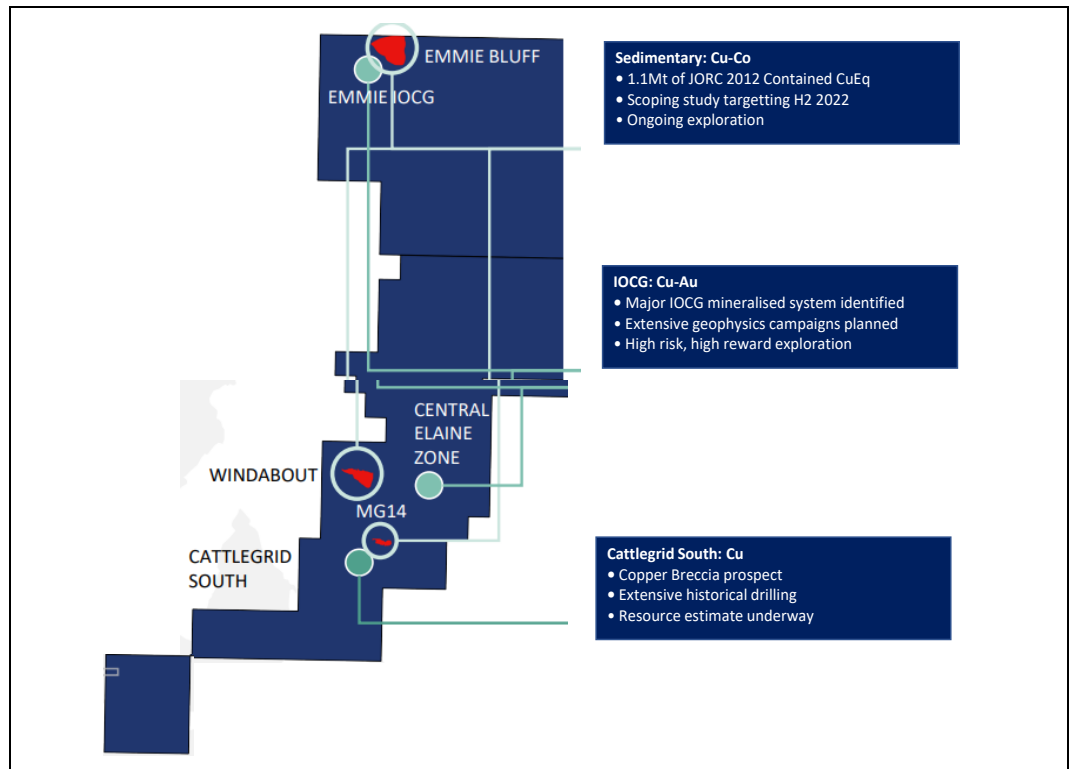 EMMIE BLUFF
EMMIE IOCG
Sedimentary: Cu-Co
• 1.1Mt of JORC 2012 Contained CuEq
• Scoping study targetting H2 2022
• Ongoing exploration
IOCG: Cu-Au
• Major IOCG mineralised system identified
• Extensive geophysics campaigns planned
• High risk, high reward exploration
CENTRAL
ELAINE
ZONE
WINDABOUT
MG14
CATTLEGRID
SOUTH
Cattlegrid South: Cu
• Copper Breccia prospect
• Extensive historical drilling
• Resource estimate underway